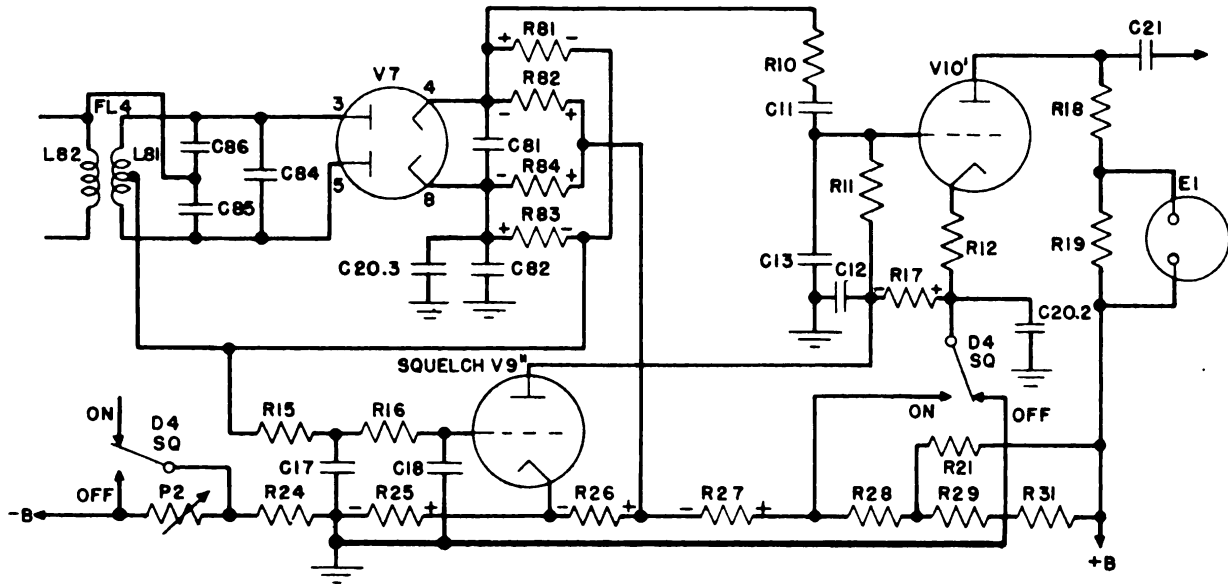 + R81 -
C21
V7
R82
R10
V10'
3
4
FL4
- +
R18
C11
L82
L81
C86
C81
C84
R84
- +
R11
E1
5
8
C85
R83
+ -
R12
R19
C13
C12
R17
- +
C20.3
C82
C20.2
SQUELCH V9"
D4
SQ
ON
OFF
ON
D4
SQ
R15
R16
R21
C17
C18
OFF
P2
R24
- R25 +
- R26 +
- R27 +
R28
R29
R31
-B
+B